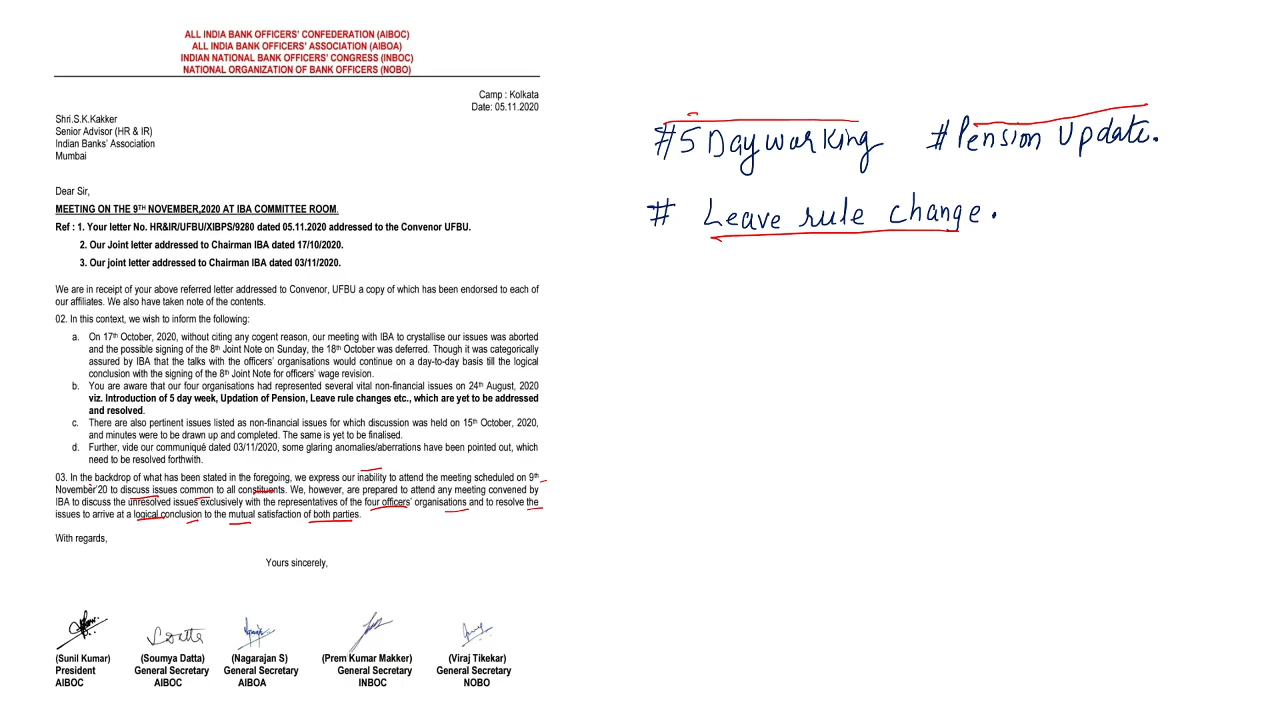 ALL INDIA BANK OFFICERS' CONFEDERATION (AIBOC)
ALL INDIA BANK OFFICERS' ASSOCIATION (AIBOA)
INDIAN NATIONAL BANK OFFICERS' CONGRESS (INBOC)
NATIONAL ORGANIZATION OF BANK OFFICERS (NOBO)
Camp : Kolkata
Date: 05.11.2020
Shri.S.K.Kakker
Senior Advisor (HR & IR)
Indian Banks' Association
Mumbai
Dear Sir,
MEETING ON THE 9TH NOVEMBER,2020 AT IBA COMMITTEE ROOM.
Ref : 1. Your letter No. HR&IR/UFBU/XIBPS/9280 dated 05.11.2020 addressed to the Convenor UFBU.
2. Our Joint letter addressed to Chairman IBA dated 17/10/2020.
3. Our joint letter addressed to Chairman IBA dated 03/11/2020.
We are in receipt of your above referred letter addressed to Convenor, UFBU a copy of which has been endorsed to each of
our affiliates. We also have taken note of the contents.
02. In this context, we wish to inform the following:
a. On 17th October, 2020, without citing any cogent reason, our meeting with IBA to crystallise our issues was aborted
and the possible signing of the 8th Joint Note on Sunday, the 18th October was deferred. Though it was categorically
assured by IBA that the talks with the officers' organisations would continue on a day-to-day basis till the logical
conclusion with the signing of the 8th Joint Note for officers' wage revision.
b. You are aware that our four organisations had represented several vital non-financial issues on 24th August, 2020
viz. Introduction of 5 day week, Updation of Pension, Leave rule changes etc., which are yet to be addressed
and resolved.
c. There are also pertinent issues listed as non-financial issues for which discussion was held on 15th October, 2020,
and minutes were to be drawn up and completed. The same is yet to be finalised.
d. Further, vide our communiqué dated 03/11/2020, some glaring anomalies/aberrations have been pointed out, which
need to be resolved forthwith.
03. In the backdrop of what has been stated in the foregoing, we express our inability to attend the meeting scheduled on 9th
November'20 to discuss issues common to all constituents. We, however, are prepared to attend any meeting convened by
IBA to discuss the unresolved issues exclusively with the representatives of the four officers' organisations and to resolve the
issues to arrive at a logical conclusion to the mutual satisfaction of both parties.
With regards,
Yours sincerely,
(Sunil Kumar) (Soumya Datta) (Nagarajan S) (Prem Kumar Makker) (Viraj Tikekar)
President General Secretary General Secretary General Secretary General Secretary
AIBOC AIBOC AIBOA INBOC NOBO
#5 Day working #Pension Update.
# Leave rule change.